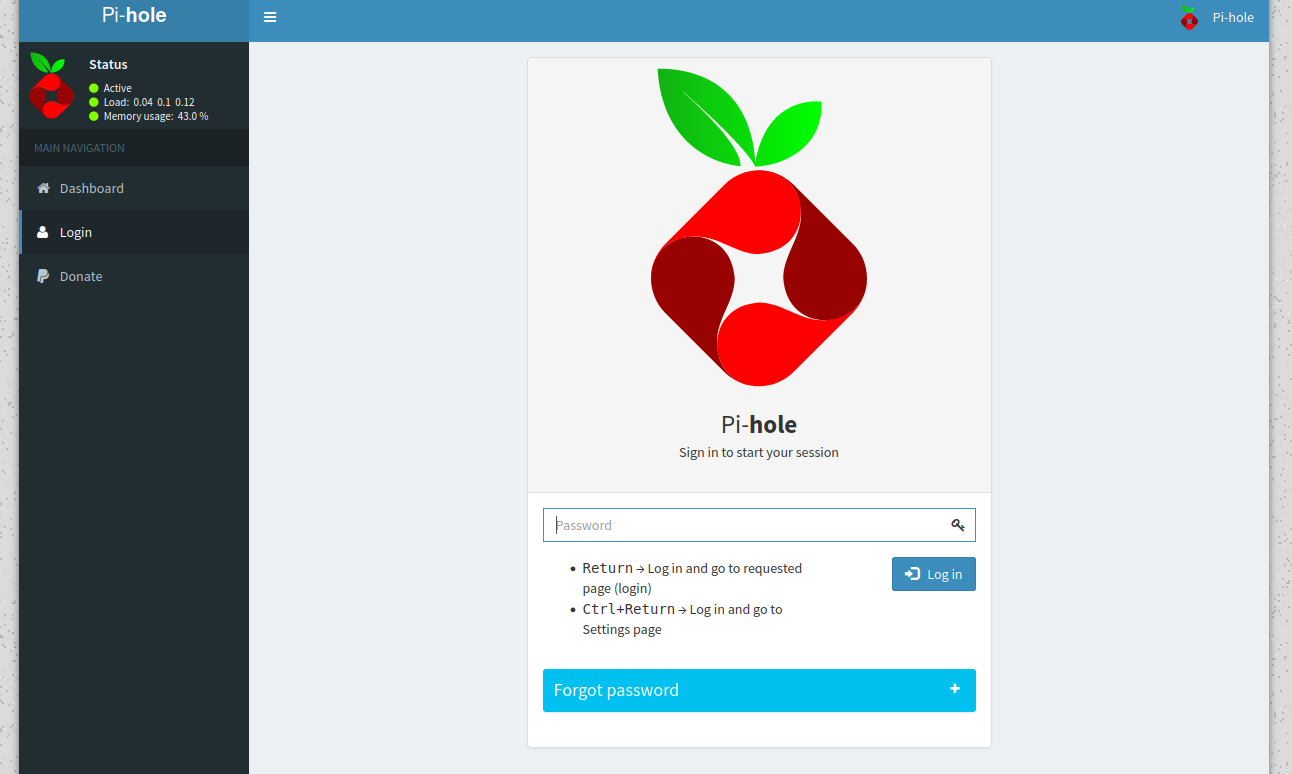 Pi-hole
Pi-hole
Status
Active
Load: 0.04 0.1 0.12
Memory usage: 43.0 %
MAIN NAVIGATION
Dashboard
Login
Donate
Pi-hole
Sign in to start your session
Password
Return → Log in and go to requested
page (login)
Ctrl+Return → Log in and go to
Settings page
Log in
Forgot password